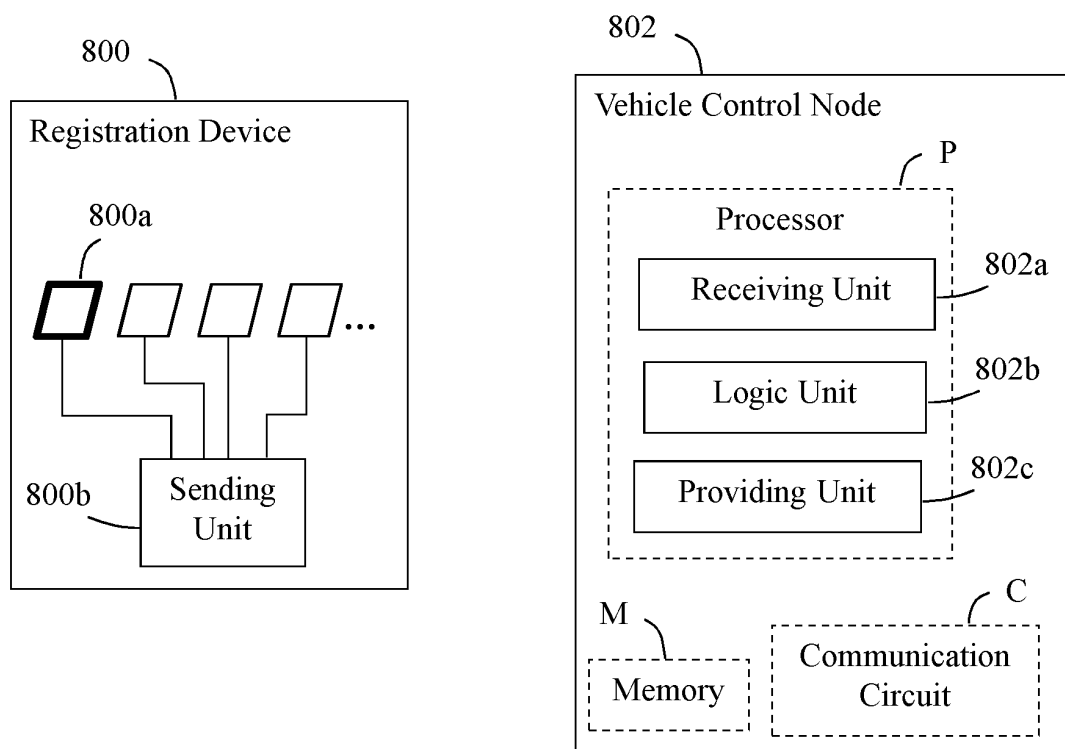 800
Registration Device
800a
...
Sending
Unit
800b
802
Vehicle Control Node
P
Processor
Receiving Unit
802a
Logic Unit
802b
Providing Unit
802c
M
Memory
C
Communication
Circuit